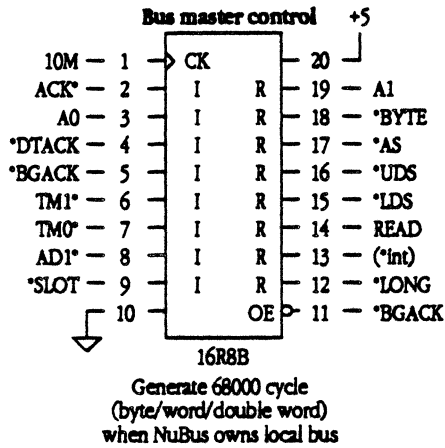 Bus master control
+5
10M 1 CK 20
ACK* 2 I R 19 A1
A0 3 I R 18 *BYTE
*DTACK 4 I R 17 *AS
*BGACK 5 I R 16 *UDS
TM1* 6 I R 15 *LDS
TM0* 7 I R 14 READ
AD1* 8 I R 13 (*int)
*SLOT 9 I R 12 *LONG
10 OE 11 *BGACK
16R8B
Generate 68000 cycle
(byte/word/double word)
when NuBus owns local bus